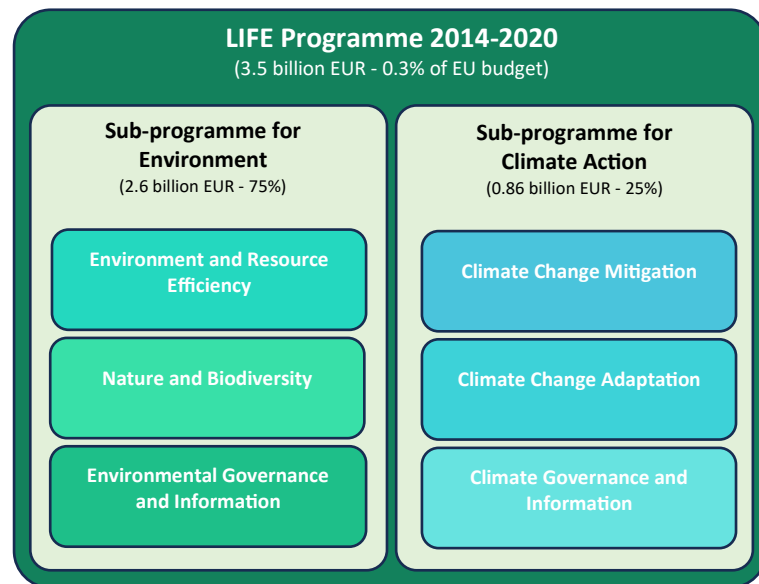 LIFE Programme 2014-2020
(3.5 billion EUR - 0.3% of EU budget)
Sub-programme for
Environment
(2.6 billion EUR - 75%)
Environment and Resource
Efficiency
Nature and Biodiversity
Environmental Governance
and Information
Sub-programme for
Climate Action
(0.86 billion EUR - 25%)
Climate Change Mitigation
Climate Change Adaptation
Climate Governance and
Information